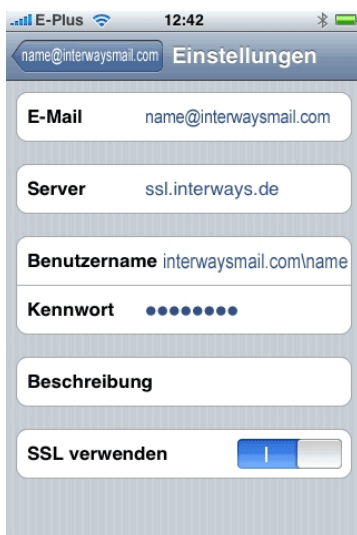 E-Plus 12:42
name@interwaysmail.com Einstellungen
E-Mail name@interwaysmail.com
Server ssl.interways.de
Benutzername interwaysmail.com\name
Kennwort ●●●●●●●●
Beschreibung
SSL verwenden